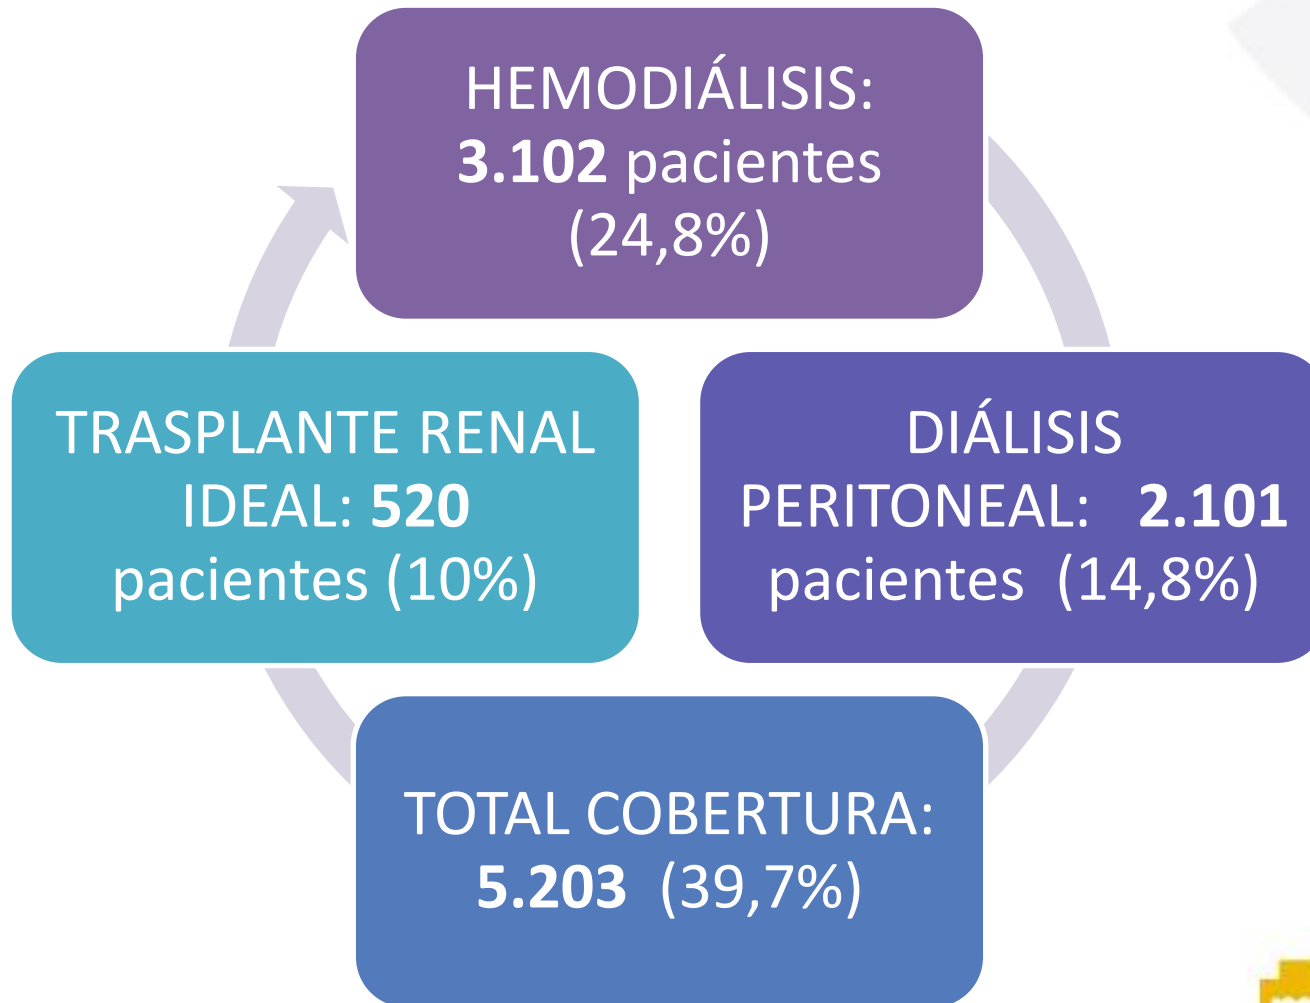 HEMODIÁLISIS:
3.102 pacientes
(24,8%)
TRASPLANTE RENAL
IDEAL: 520
pacientes (10%)
DIÁLISIS
PERITONEAL: 2.101
pacientes (14,8%)
TOTAL COBERTURA:
5.203 (39,7%)